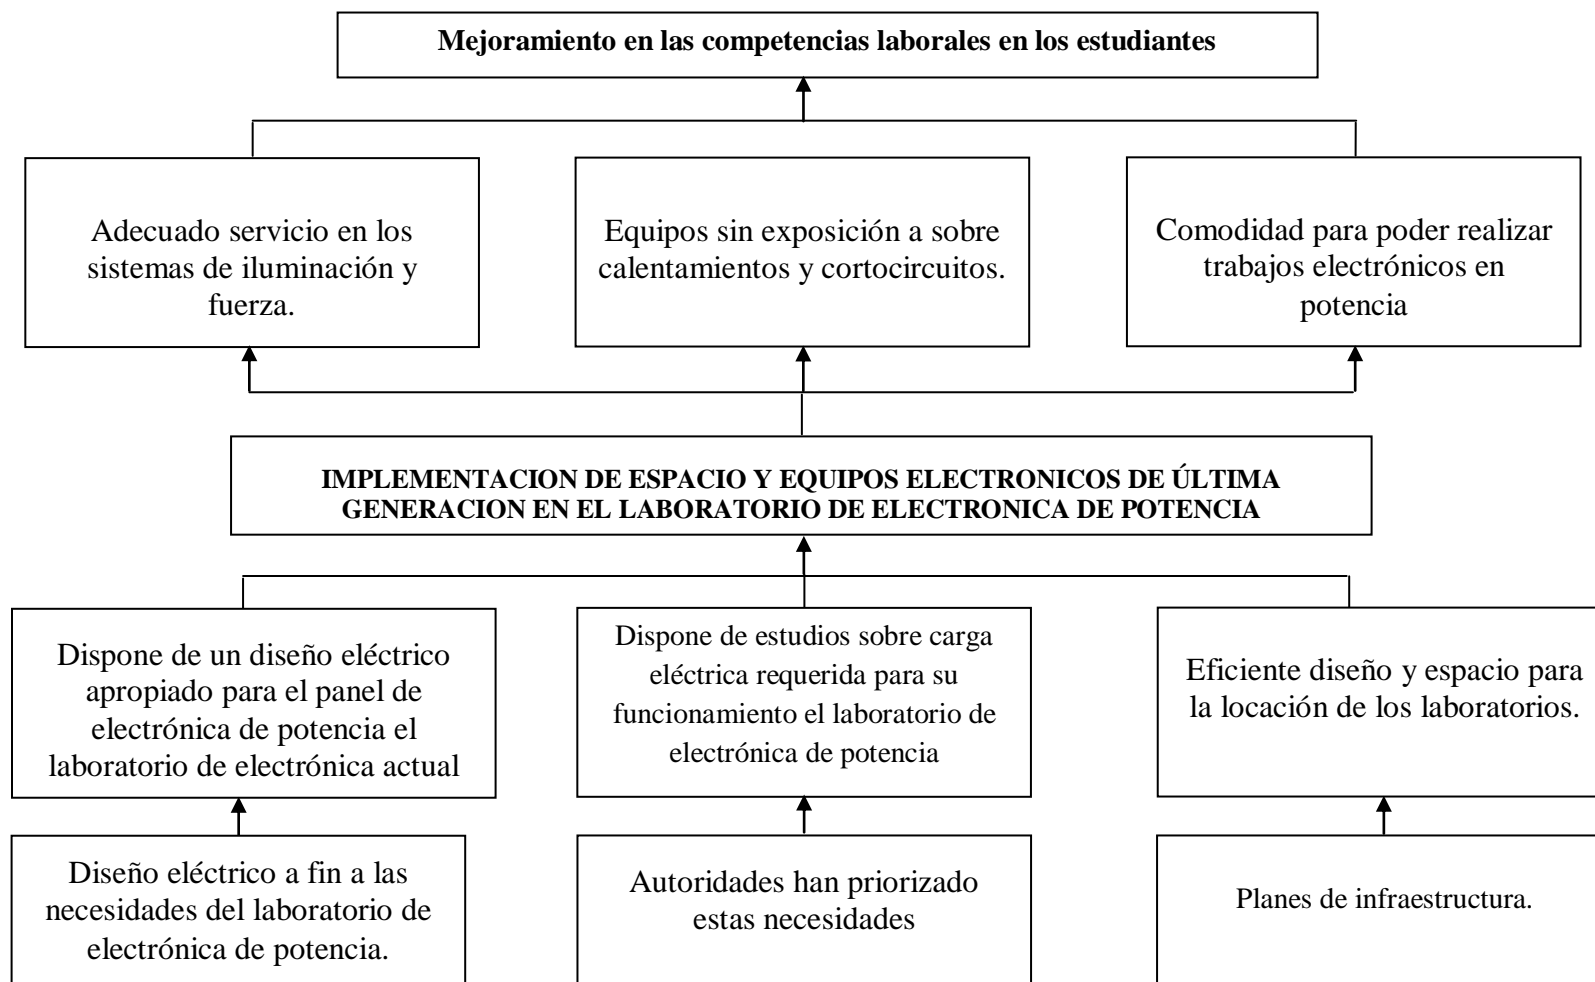 Mejoramiento en las competencias laborales en los estudiantes
Adecuado servicio en los
sistemas de iluminación y
fuerza.
Equipos sin exposición a sobre
calentamientos y cortocircuitos.
Comodidad para poder realizar
trabajos electrónicos en
potencia
IMPLEMENTACION DE ESPACIO Y EQUIPOS ELECTRONICOS DE ÚLTIMA
GENERACION EN EL LABORATORIO DE ELECTRONICA DE POTENCIA
Dispone de un diseño eléctrico
apropiado para el panel de
electrónica de potencia el
laboratorio de electrónica actual
Dispone de estudios sobre carga
eléctrica requerida para su
funcionamiento el laboratorio de
electrónica de potencia
Eficiente diseño y espacio para
la locación de los laboratorios.
Diseño eléctrico a fin a las
necesidades del laboratorio de
electrónica de potencia.
Autoridades han priorizado
estas necesidades
Planes de infraestructura.